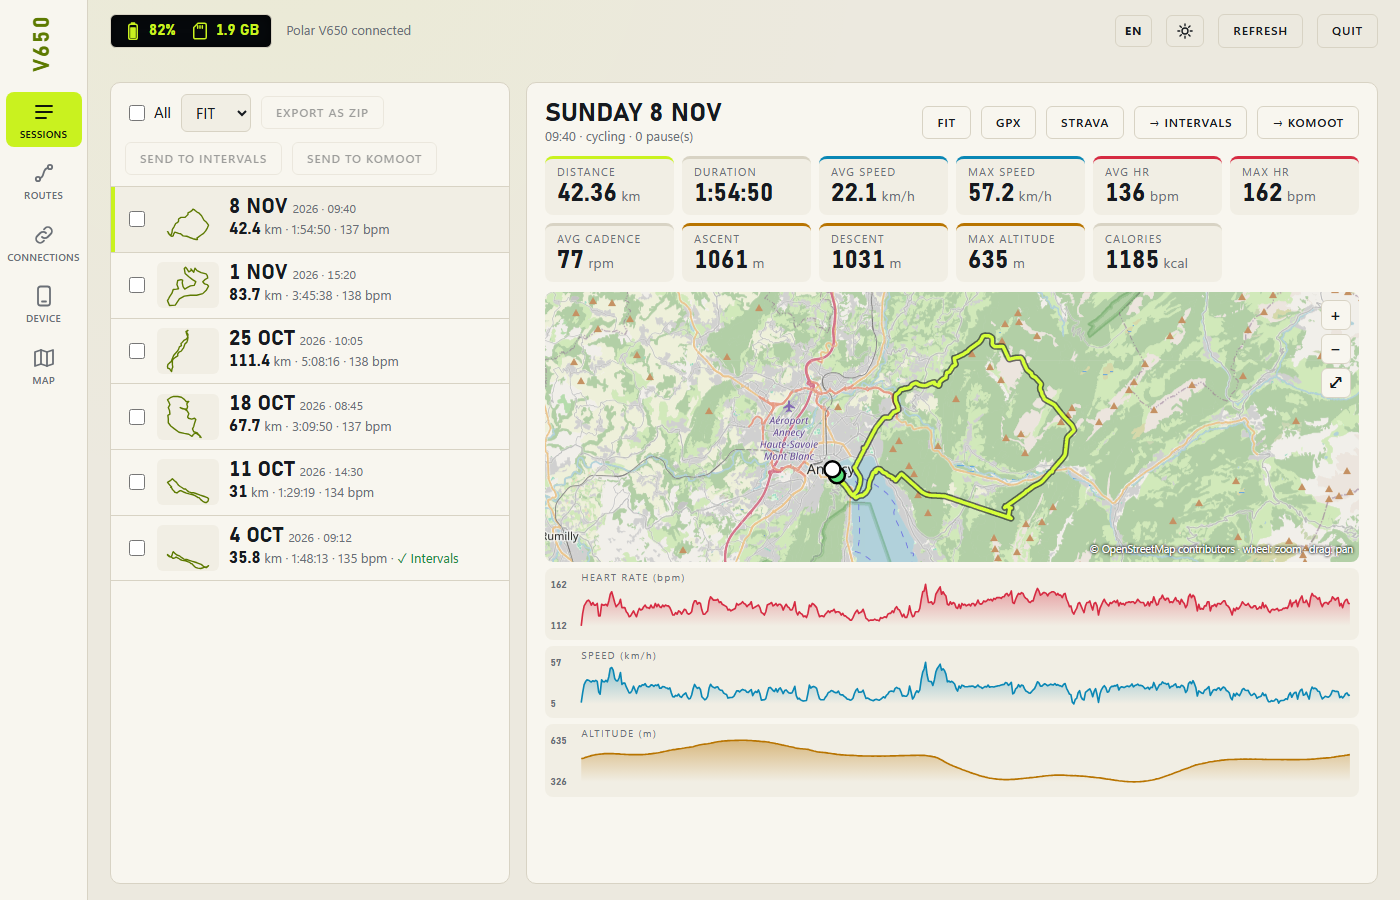 V650
82%
1.9 GB
Polar V650 connected
EN
REFRESH
QUIT
SESSIONS
ROUTES
CONNECTIONS
DEVICE
MAP
All
FIT
EXPORT AS ZIP
SEND TO INTERVALS
SEND TO KOMOOT
8 NOV 2026 · 09:40
42.4 km · 1:54:50 · 137 bpm
1 NOV 2026 · 15:20
83.7 km · 3:45:38 · 138 bpm
25 OCT 2026 · 10:05
111.4 km · 5:08:16 · 138 bpm
18 OCT 2026 · 08:45
67.7 km · 3:09:50 · 137 bpm
11 OCT 2026 · 14:30
31 km · 1:29:19 · 134 bpm
4 OCT 2026 · 09:12
35.8 km · 1:48:13 · 135 bpm · ✓ Intervals
SUNDAY 8 NOV
09:40 · cycling · 0 pause(s)
FIT
GPX
STRAVA
→ INTERVALS
→ KOMOOT
DISTANCE
42.36 km
DURATION
1:54:50
AVG SPEED
22.1 km/h
MAX SPEED
57.2 km/h
AVG HR
136 bpm
MAX HR
162 bpm
AVG CADENCE
77 rpm
ASCENT
1061 m
DESCENT
1031 m
MAX ALTITUDE
635 m
CALORIES
1185 kcal
+
−
Aéroport
Annecy
Haute-Savoie
Mont Blanc
Annecy
Rumilly
© OpenStreetMap contributors · wheel: zoom · drag: pan
HEART RATE (bpm)
162
112
SPEED (km/h)
57
5
ALTITUDE (m)
635
326